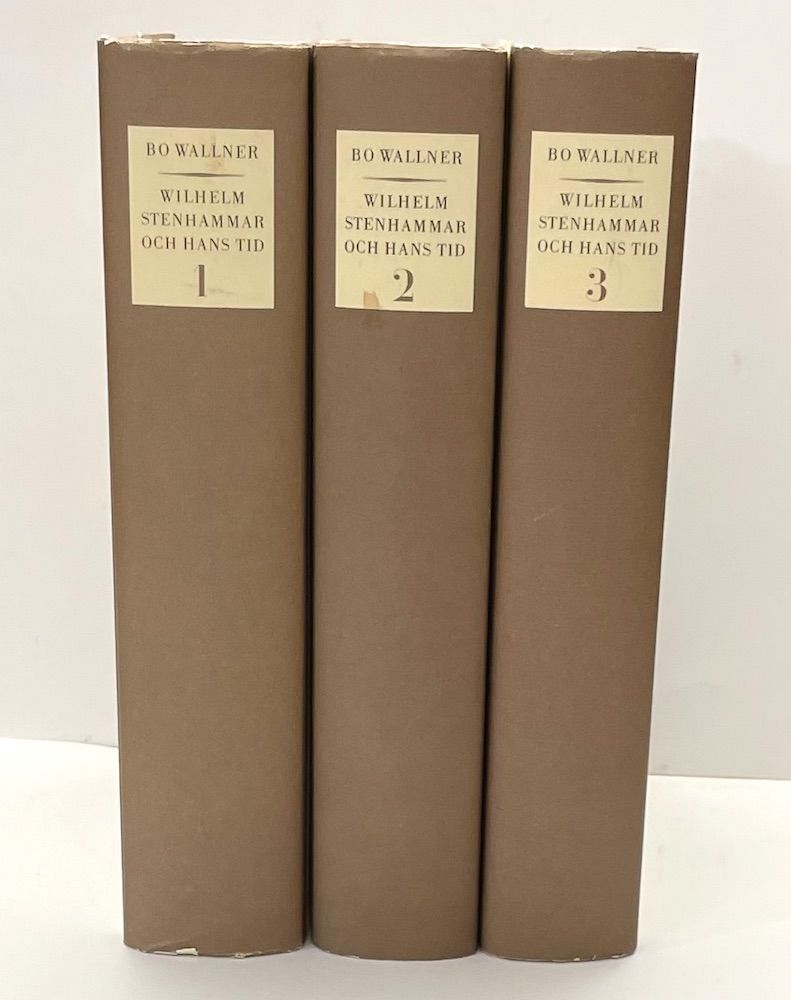 BO WALLNER
WILHELM
STENHAMMAR
OCH HANS TID
1
BO WALLNER
WILHELM
STENHAMMAR
OCH HANS TID
2
BO WALLNER
WILHELM
STENHAMMAR
OCH HANS TID
3